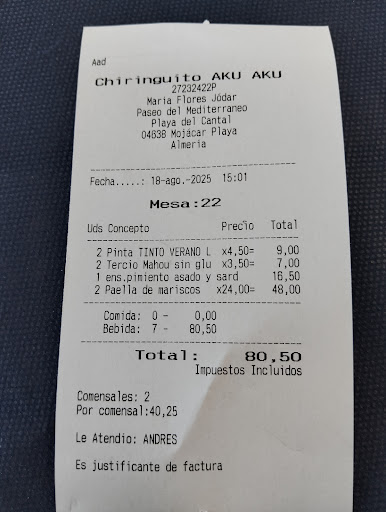 Aad
Chiringuito AKU AKU
27232422P
Maria Flores Jódar
Paseo del Mediterraneo
Playa del Cantal
04638 Mojácar Playa
Almeria
Fecha.....: 18-ago.-2025 15:01
Mesa:22
Uds Concepto Precio Total
2 Pinta TINTO VERANO L x4,50= 9,00
2 Tercio Mahou sin glu x3,50= 7,00
1 ens.pimiento asado y sard 16,50
2 Paella de mariscos x24,00= 48,00
Comida: 0 - 0,00
Bebida: 7 - 80,50
Total: 80,50
Impuestos Incluidos
Comensales: 2
Por comensal:40,25
Le Atendio: ANDRES
Es justificante de factura